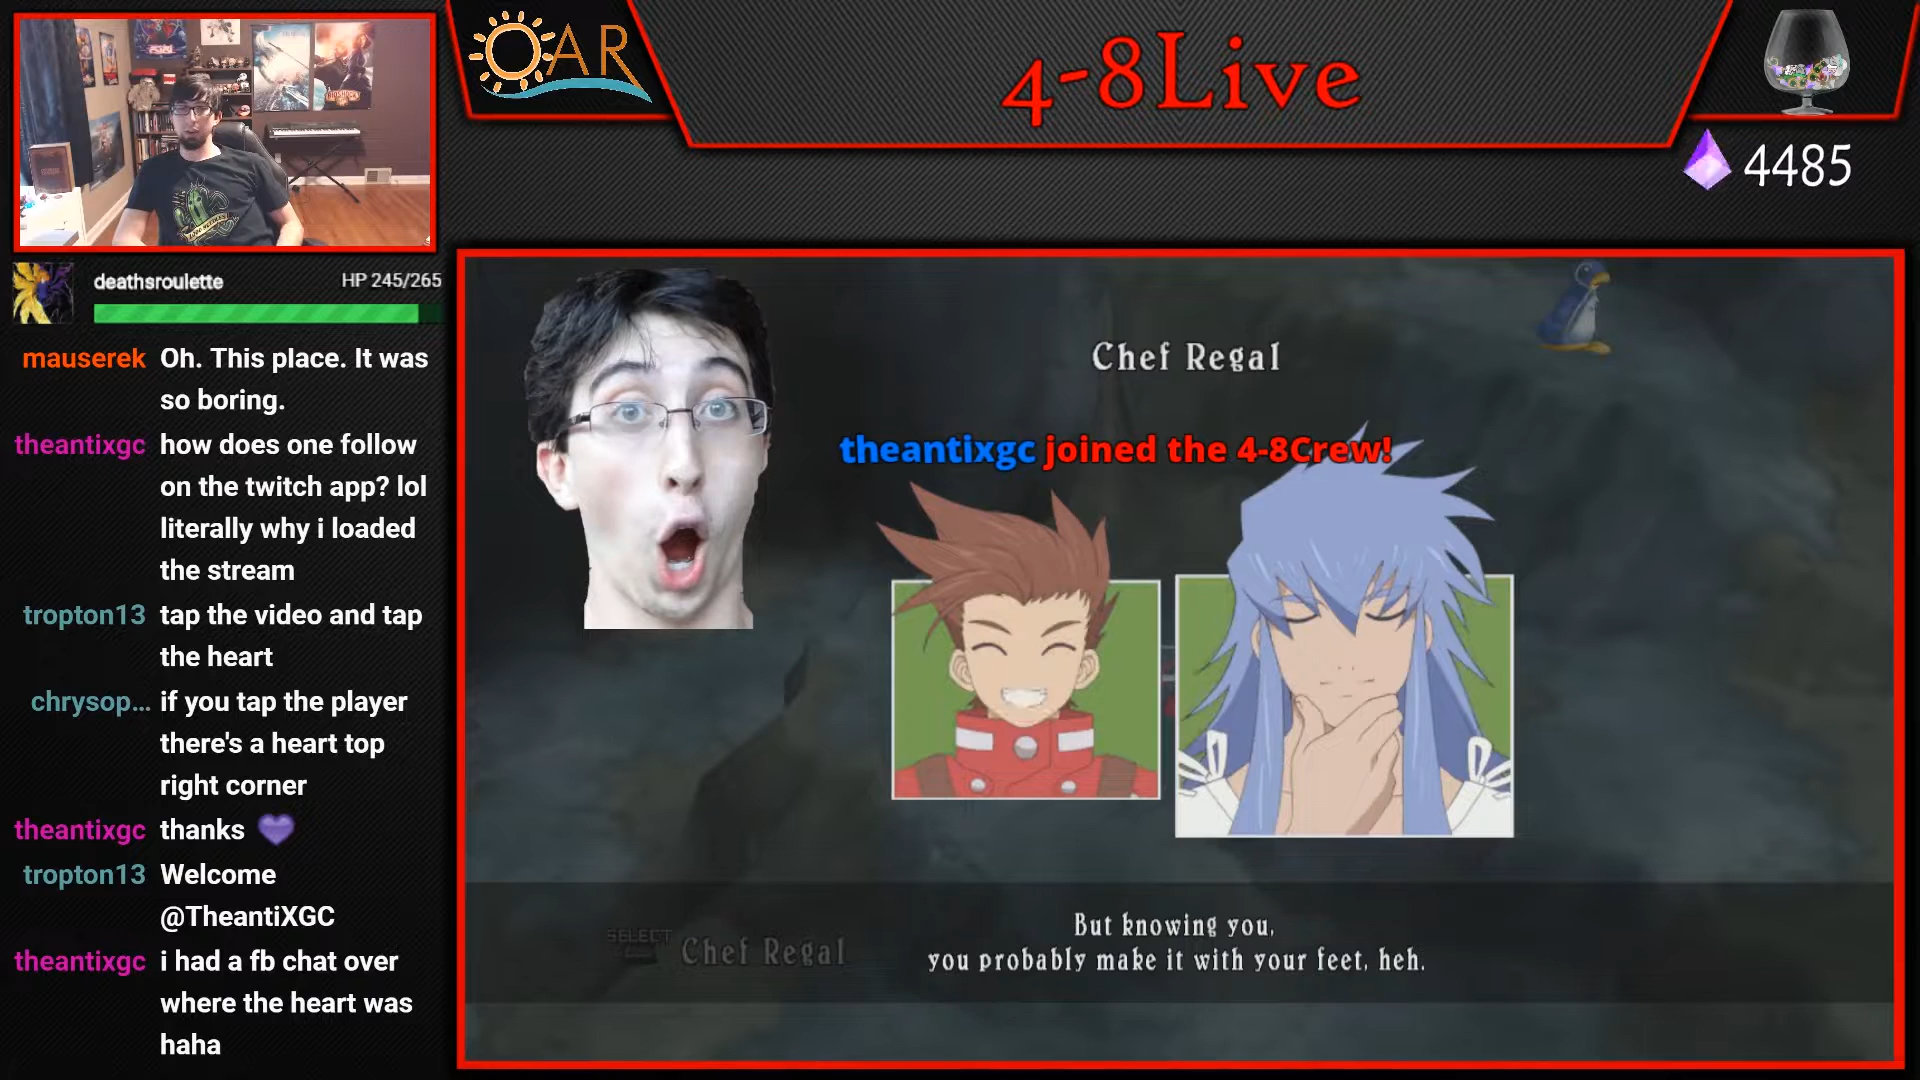 OAR
4-8Live
4485
deathsroulette HP 245/265
mauserek Oh. This place. It was
so boring.
theantixgc how does one follow
on the twitch app? lol
literally why i loaded
the stream
tropton13 tap the video and tap
the heart
chrysop... if you tap the player
there's a heart top
right corner
theantixgc thanks
tropton13 Welcome
@TheantiXGC
theantixgc i had a fb chat over
where the heart was
haha
Chef Regal
theantixgc joined the 4-8Crew!
SELECT Chef Regal
But knowing you,
you probably make it with your feet, heh.